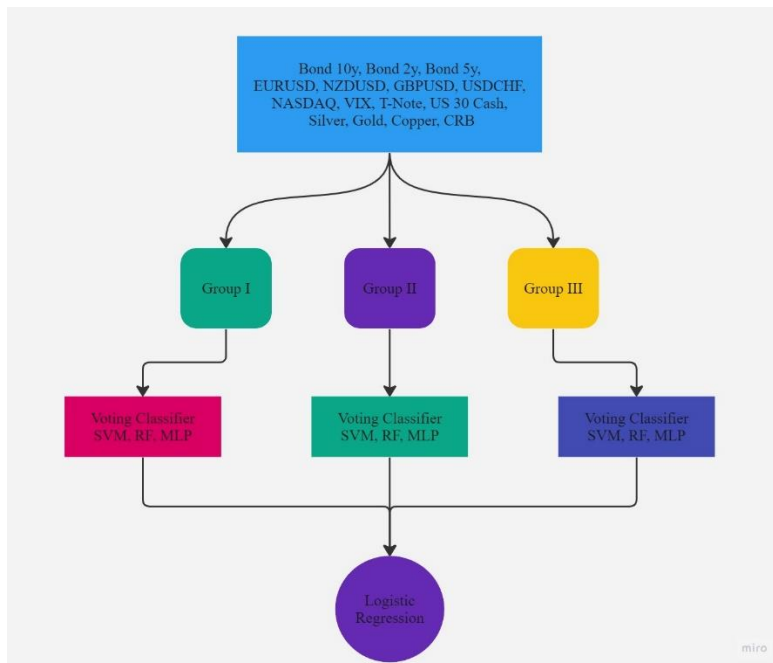 Bond 10y, Bond 2y, Bond 5y,
EURUSD, NZDUSD, GBPUSD, USDCHF,
NASDAQ, VIX, T-Note, US 30 Cash,
Silver, Gold, Copper, CRB
Group I
Group II
Group III
Voting Classifier
SVM, RF, MLP
Voting Classifier
SVM, RF, MLP
Voting Classifier
SVM, RF, MLP
Logistic
Regression
miro